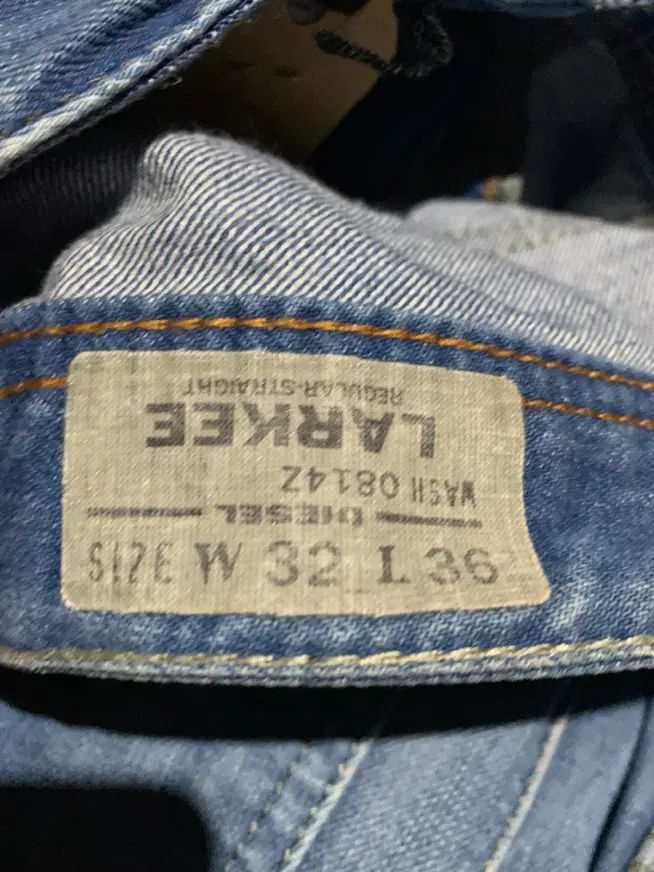 REGULAR-STRAIGHT
LARKEE
WASH 0814Z
DIESEL
SIZE W 32 L 36